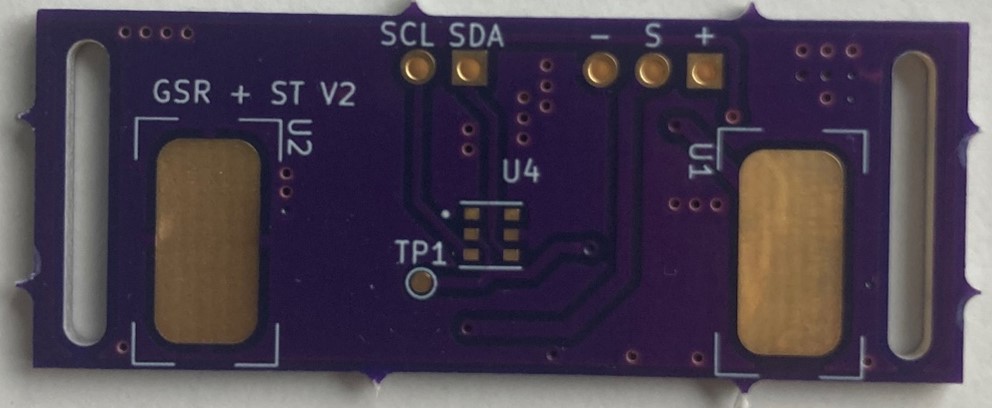 SCL SDA - S +
GSR + ST V2
U2
U1
U4
TP1